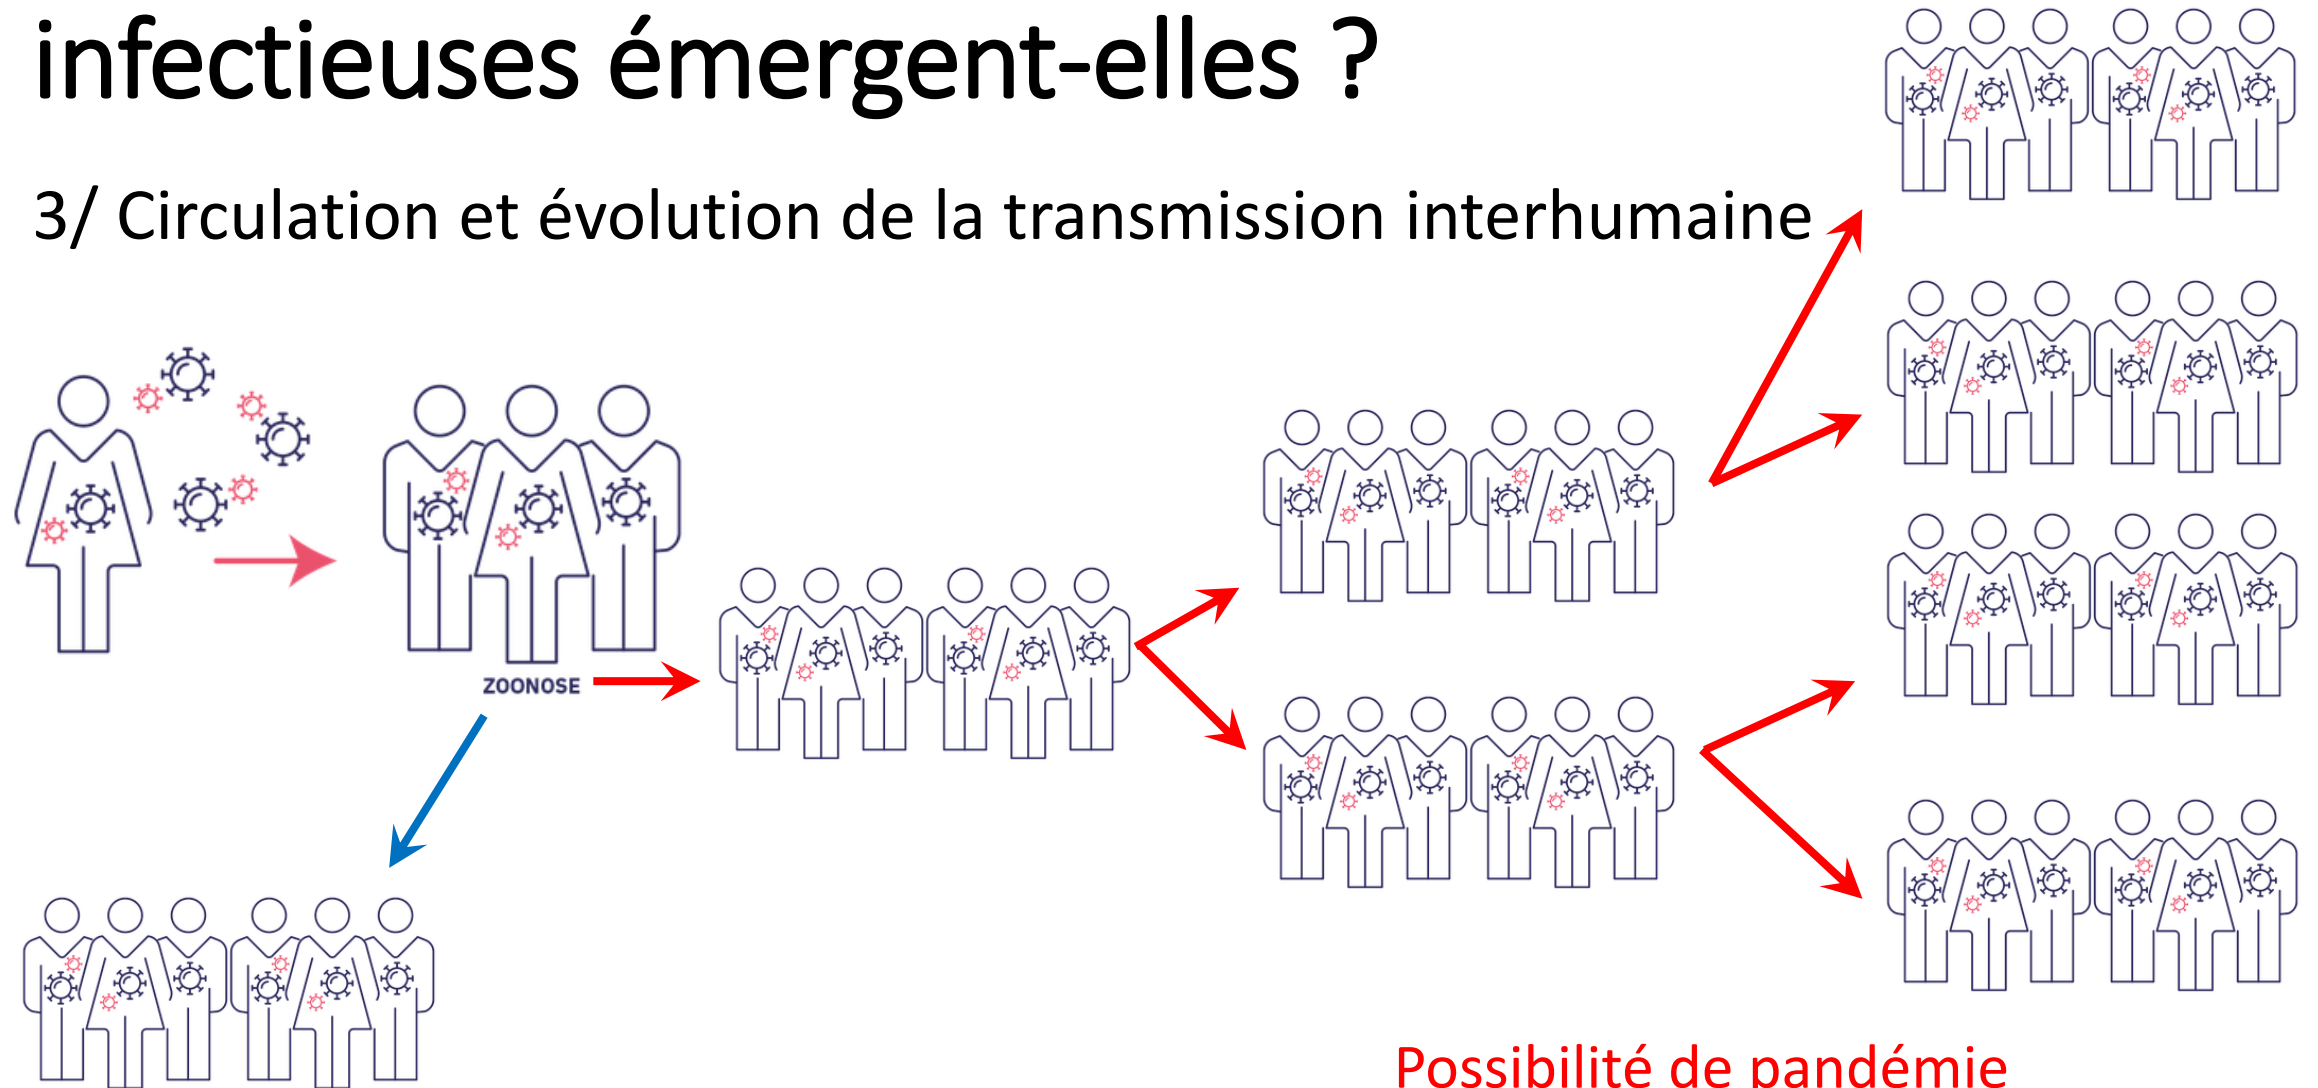 infectieuses émergent-elles ?
3/ Circulation et évolution de la transmission interhumaine
ZOONOSE
Possibilité de pandémie